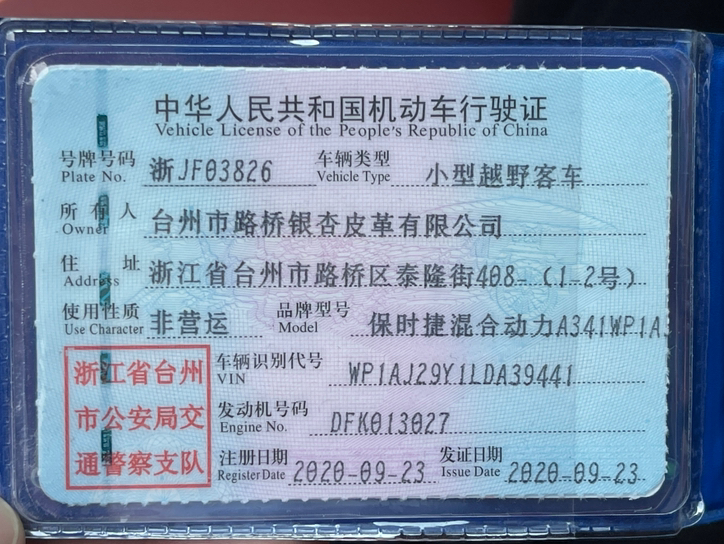 中华人民共和国机动车行驶证
Vehicle License of the People's Republic of China
号牌号码 浙JF03826 车辆类型 小型越野客车
Plate No. Vehicle Type
所有人 台州市路桥银杏皮革有限公司
Owner
住址 浙江省台州市路桥区泰隆街408-(1-2号)
Address
使用性质 非营运 品牌型号 保时捷混合动力A341WP1A3
Use Character Model
浙江省台州
市公安局交
通警察支队
车辆识别代号 WP1AJ29Y1LDA39441
VIN
发动机号码 DFK013027
Engine No.
注册日期 2020-09-23 发证日期 2020-09-23
Register Date Issue Date